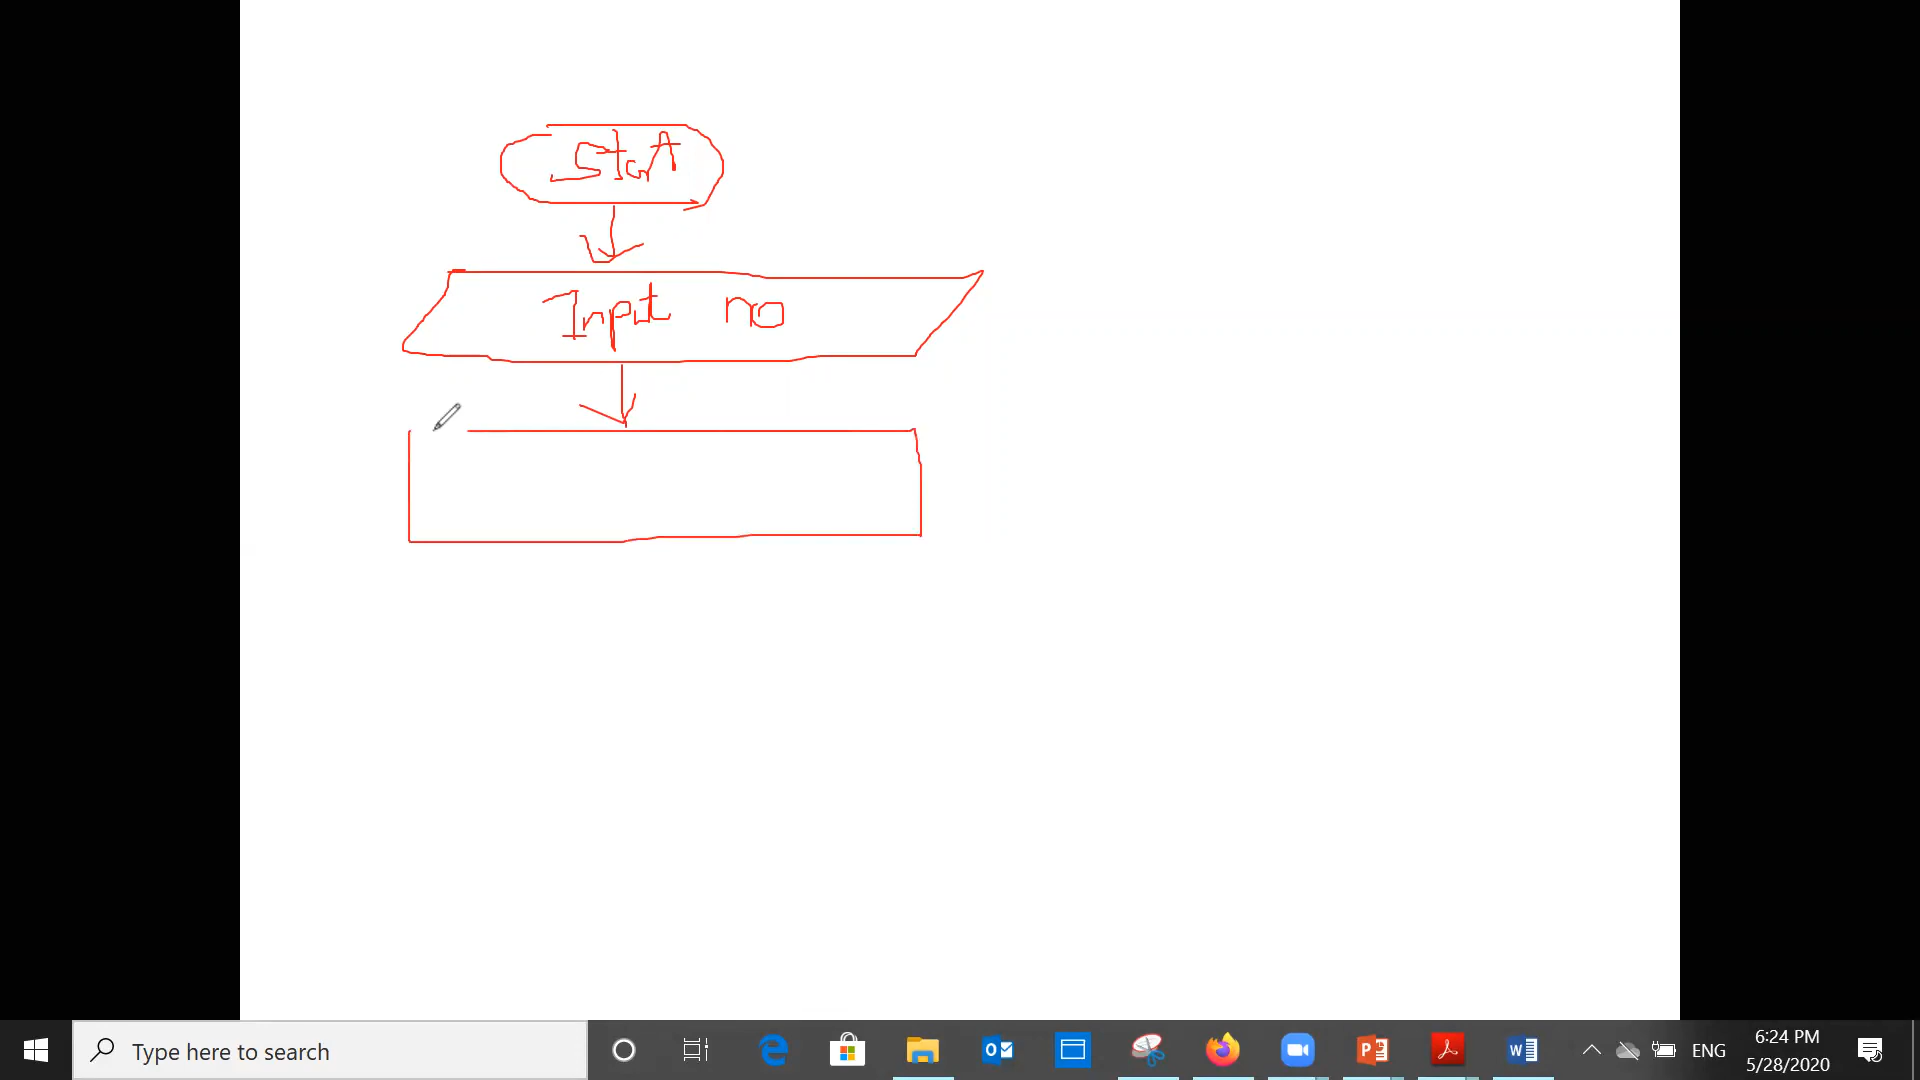 Start
Input no
Type here to search
ENG
6:24 PM
5/28/2020